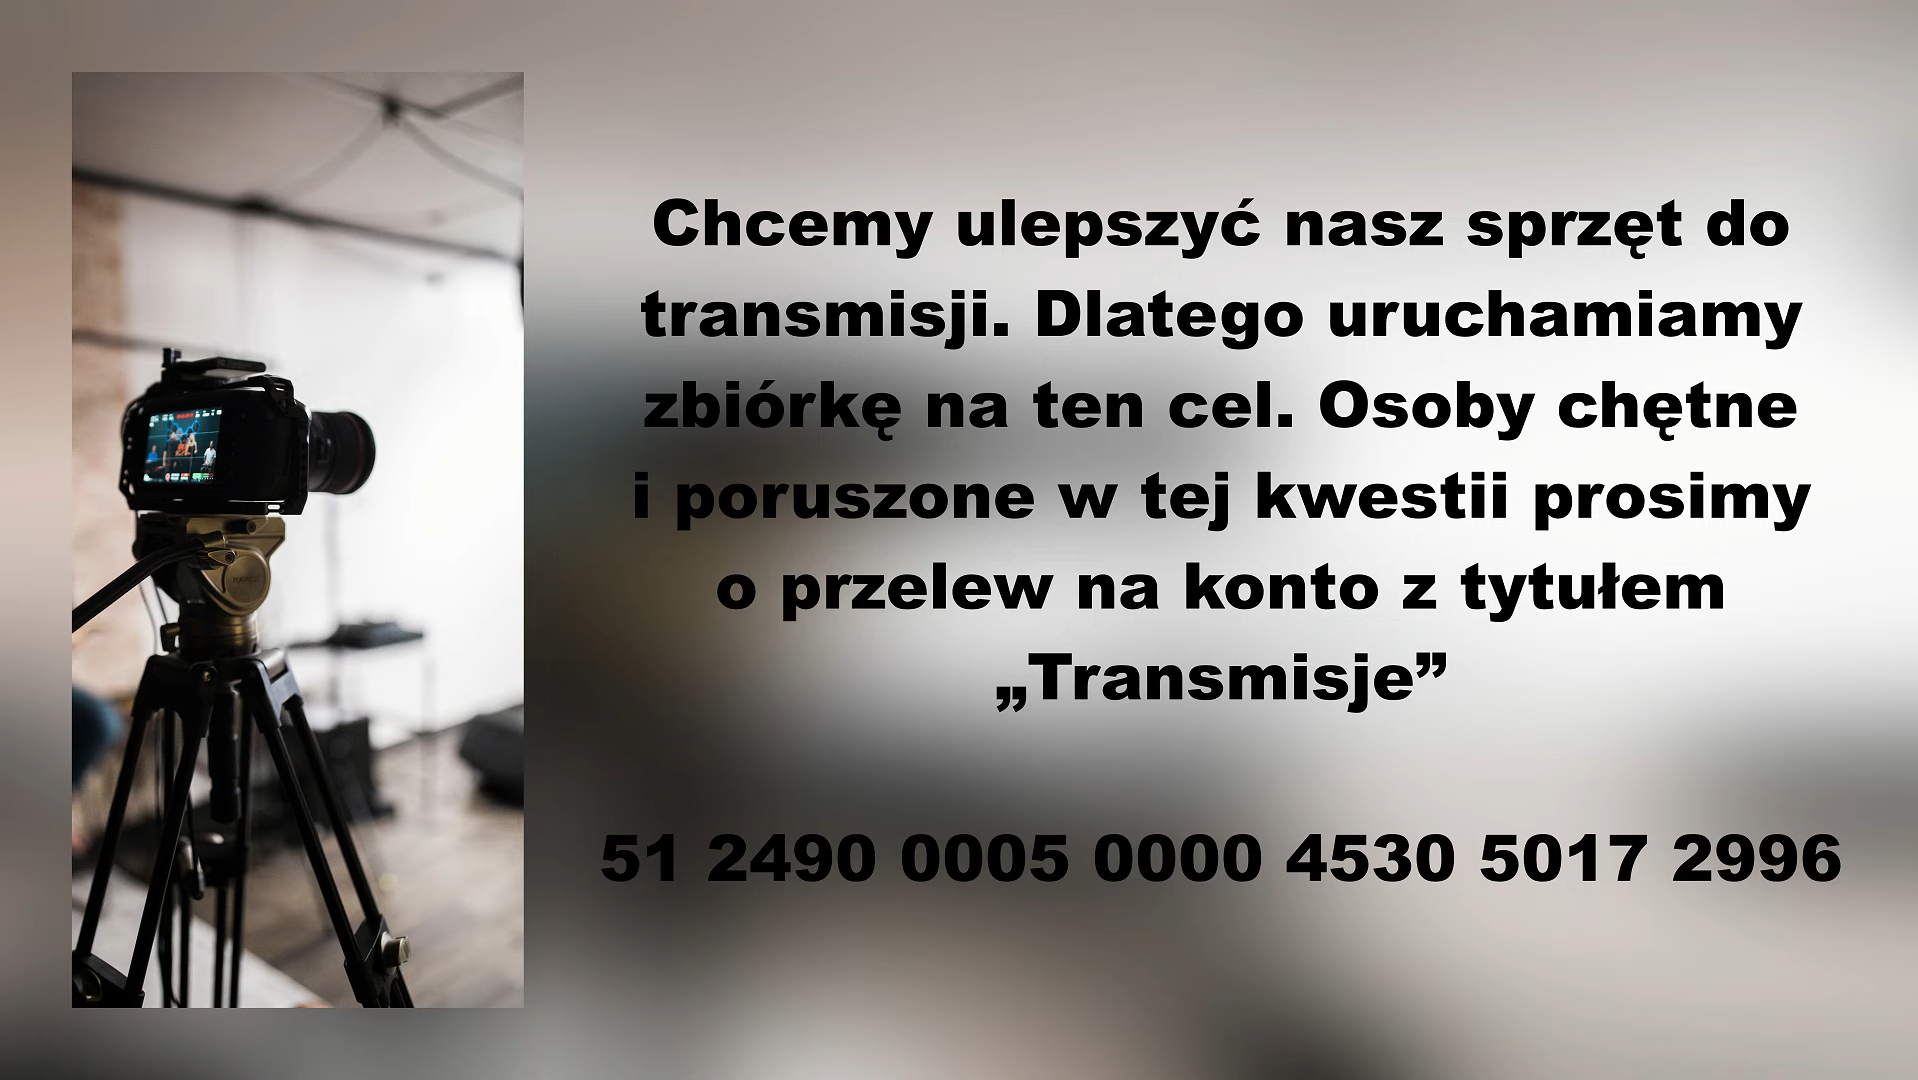 Chcemy ulepszyć nasz sprzęt do
transmisji. Dlatego uruchamiamy
zbiórkę na ten cel. Osoby chętne
i poruszone w tej kwestii prosimy
o przelew na konto z tytułem
„Transmisje”
51 2490 0005 0000 4530 5017 2996